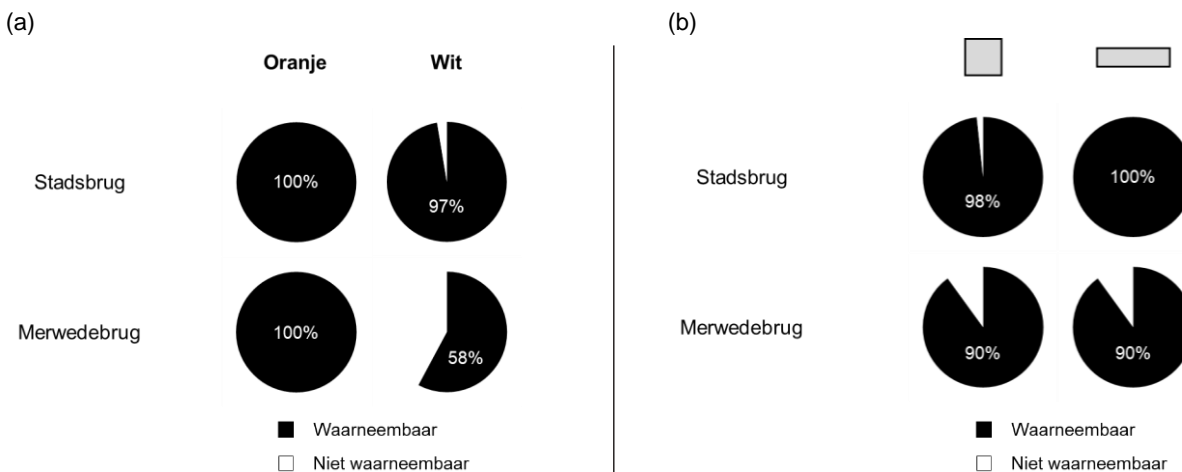 (a)
Oranje Wit
Stadsbrug 100% 97%
Merwedebrug 100% 58%
Waarneembaar
Niet waarneembaar
(b)
Stadsbrug 98% 100%
Merwedebrug 90% 90%
Waarneembaar
Niet waarneembaar